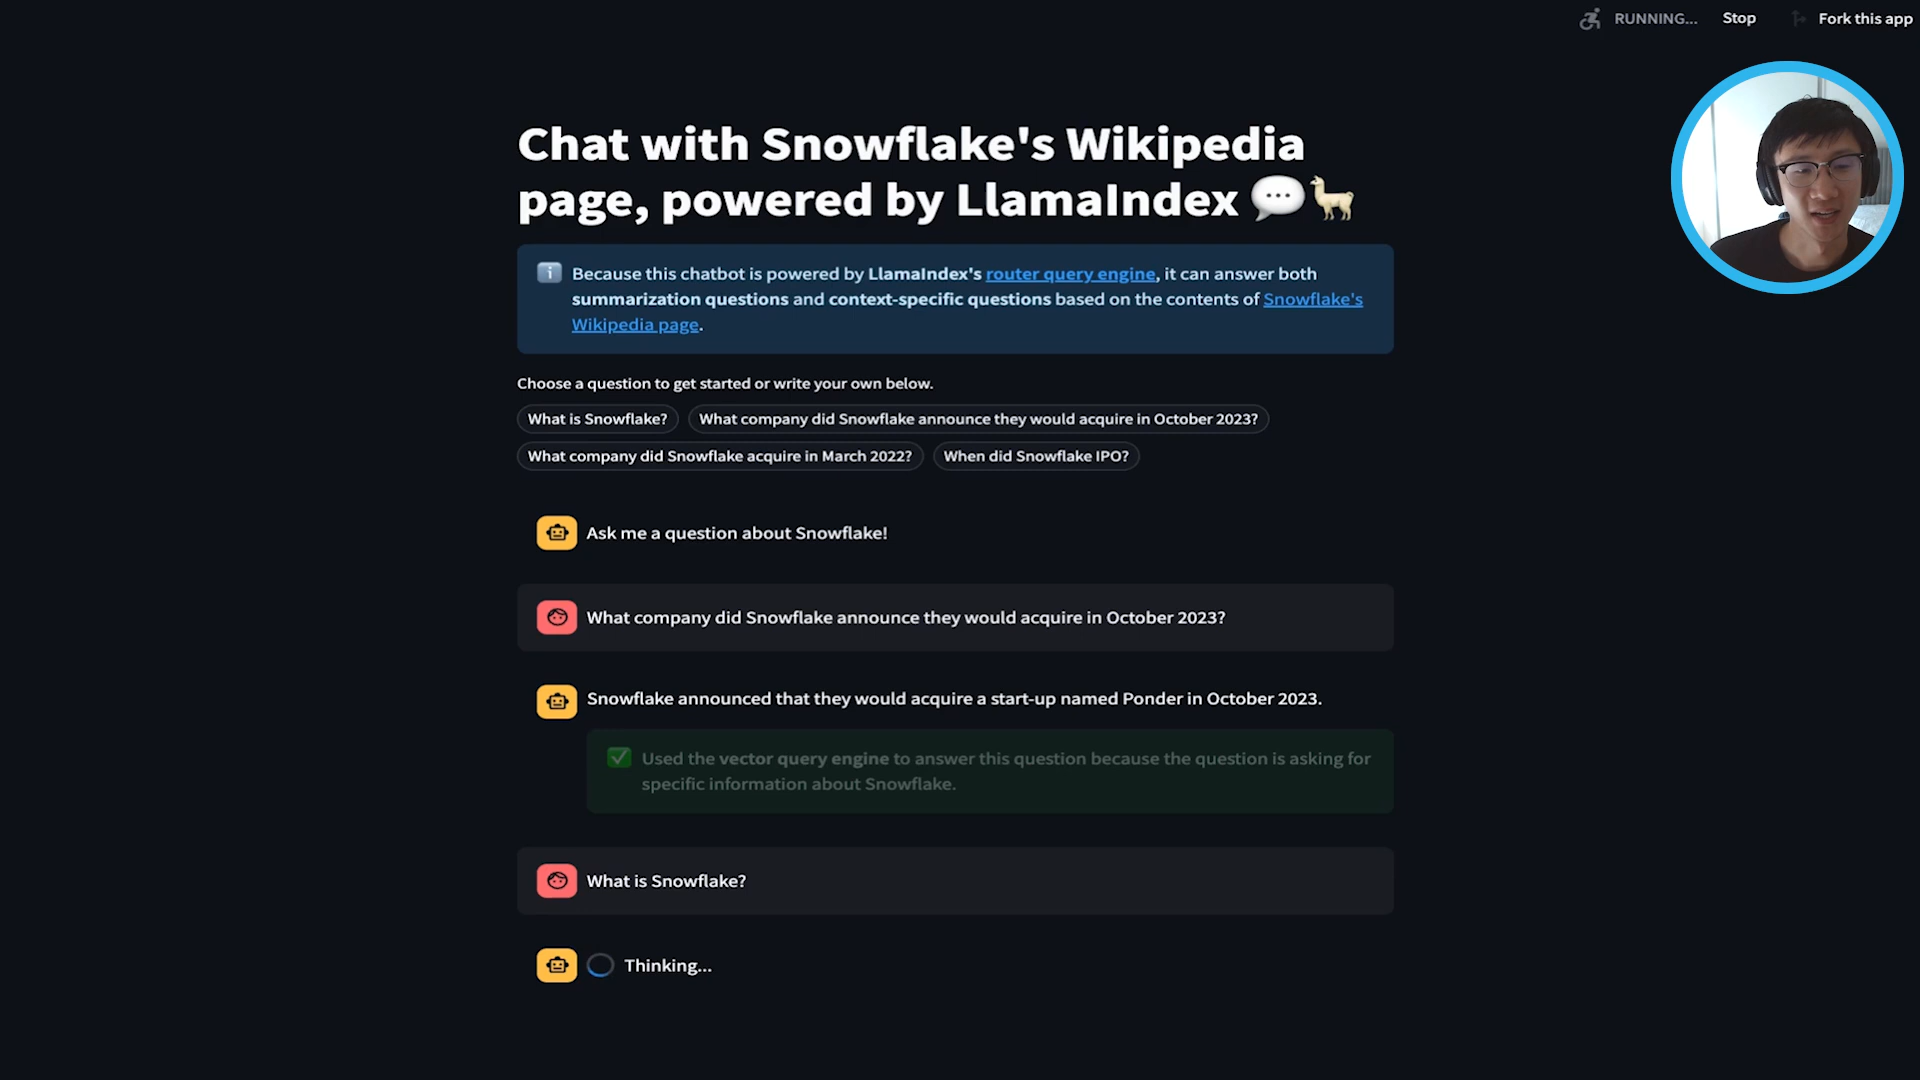 RUNNING... Stop Fork this app
Chat with Snowflake's Wikipedia
page, powered by LlamaIndex 💬🦙
Because this chatbot is powered by LlamaIndex's router query engine, it can answer both
summarization questions and context-specific questions based on the contents of Snowflake's
Wikipedia page.
Choose a question to get started or write your own below.
What is Snowflake? What company did Snowflake announce they would acquire in October 2023?
What company did Snowflake acquire in March 2022? When did Snowflake IPO?
Ask me a question about Snowflake!
What company did Snowflake announce they would acquire in October 2023?
Snowflake announced that they would acquire a start-up named Ponder in October 2023.
Used the vector query engine to answer this question because the question is asking for
specific information about Snowflake.
What is Snowflake?
Thinking...